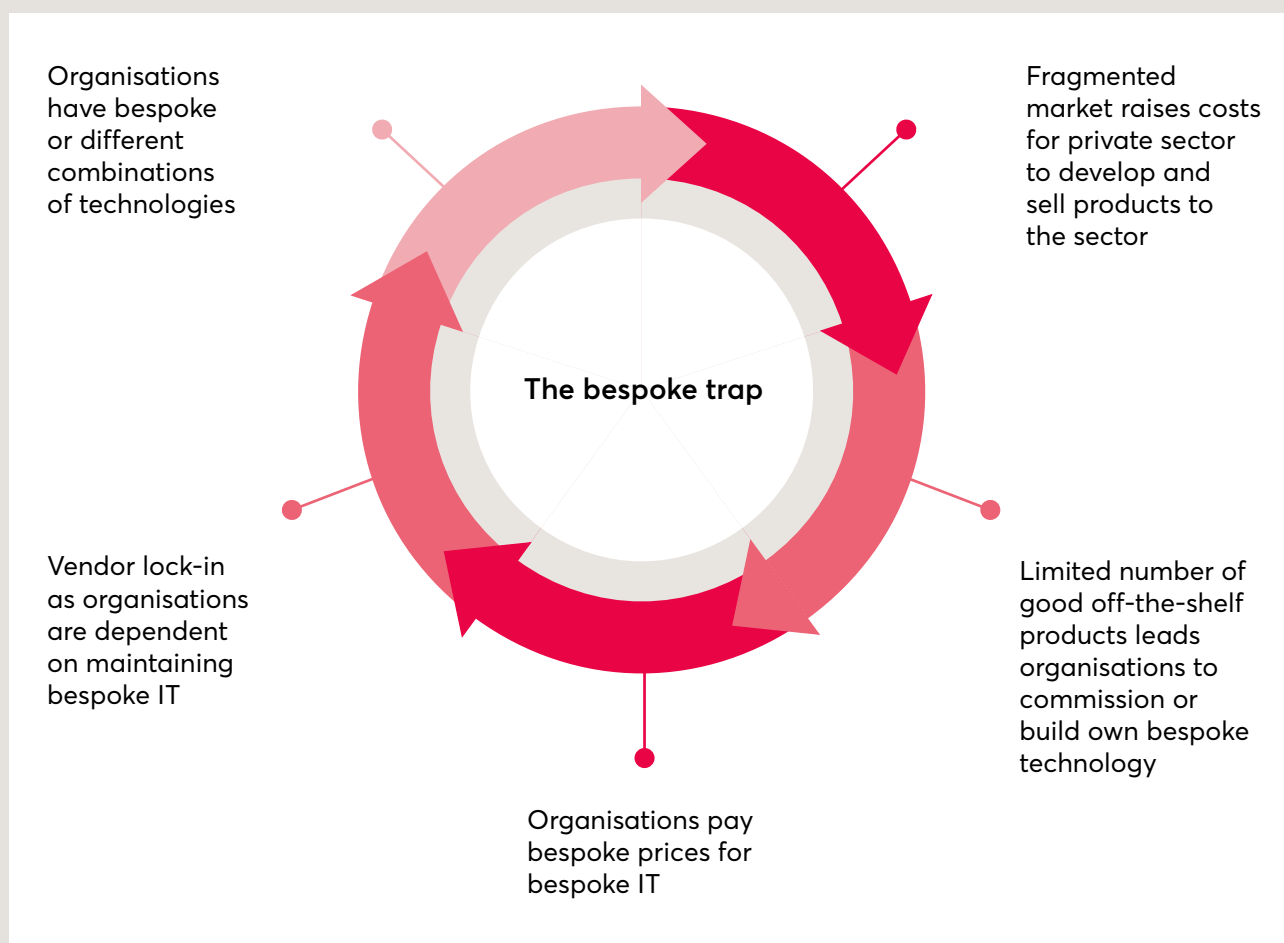 Organisations
have bespoke
or different
combinations
of technologies
Fragmented
market raises costs
for private sector
to develop and
sell products to
the sector
The bespoke trap
Limited number of
good off-the-shelf
products leads
organisations to
commission or
build own bespoke
technology
Organisations pay
bespoke prices for
bespoke IT
Vendor lock-in
as organisations
are dependent
on maintaining
bespoke IT